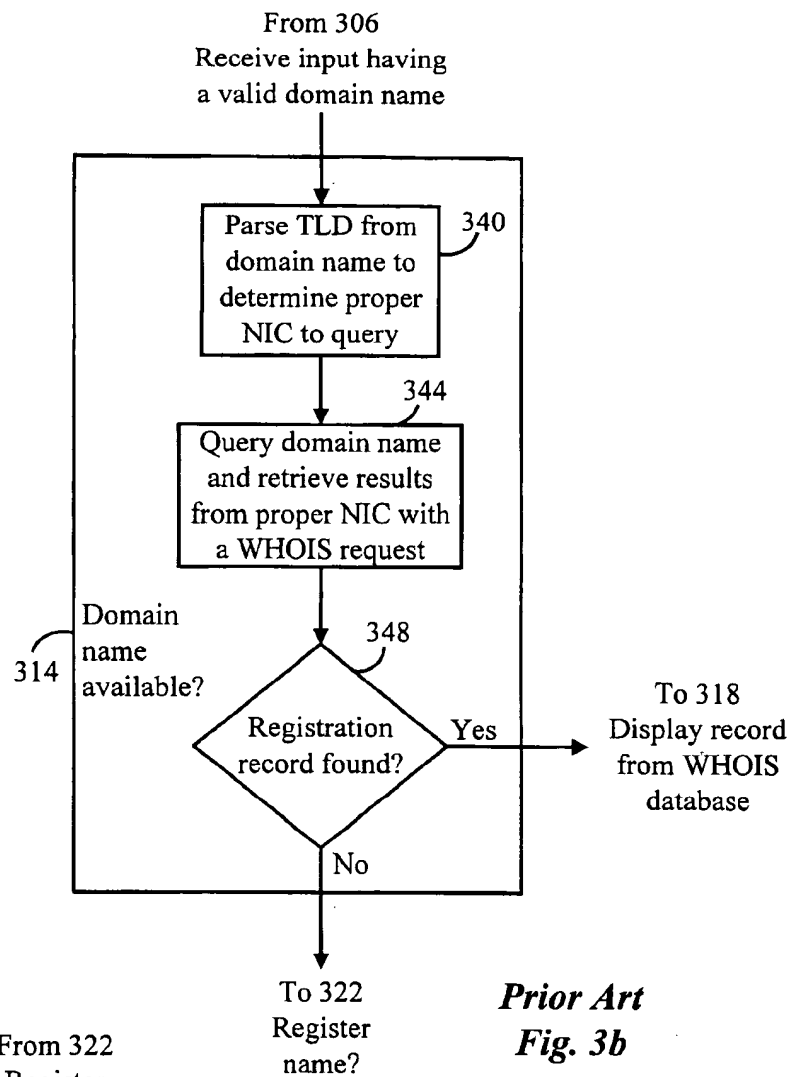 From 306
Receive input having
a valid domain name
Parse TLD from
domain name to
determine proper
NIC to query
340
344
Query domain name
and retrieve results
from proper NIC with
a WHOIS request
Domain
name
available?
314
348
Registration
record found?
Yes
To 318
Display record
from WHOIS
database
No
To 322
Register
name?
Prior Art
Fig. 3b
From 322